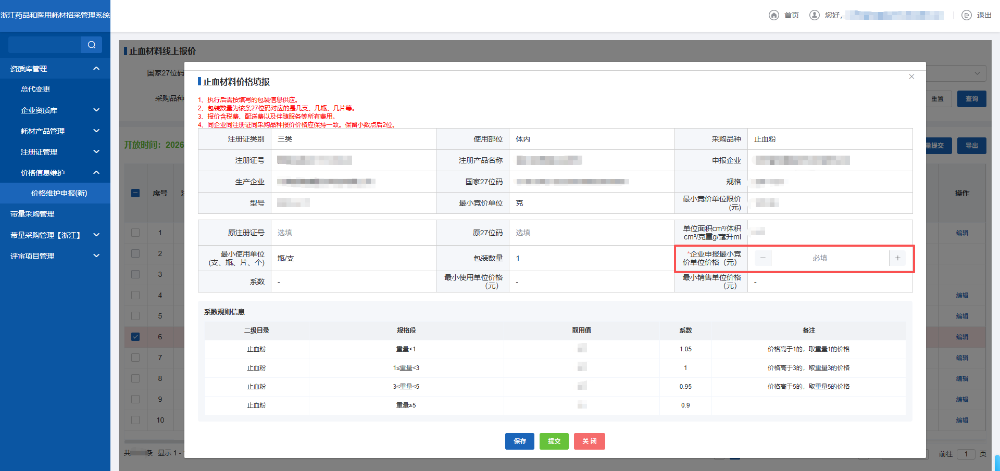 浙江药品和医用耗材招采管理系统
首页
您好，
退出
资质库管理
总代变更
企业资质库
耗材产品管理
注册证管理
价格信息维护
价格维护申报(新)
带量采购管理
带量采购管理【浙江】
评审项目管理
止血材料线上报价
国家27位码
采购品种
重置
查询
开放时间：2026
量提交
导出
序号
操作
1 编辑
2
3
4 编辑
5 编辑
6 编辑
7 编辑
8 编辑
9 编辑
10 编辑
共 条 显示 1 -
前往 1 页
止血材料价格填报
1、执行后需按填写的包装信息供应。
2、包装数量为该条27位码对应的是几支、几瓶、几片等。
3、报价含税费、配送费以及伴随服务等所有费用。
4、同企业同注册证同采购品种报价价格应保持一致。保留小数点后2位。
注册证类别 三类 使用部位 体内 采购品种 止血粉
注册证号 注册产品名称 申报企业
生产企业 国家27位码 规格
型号 最小竞价单位 克 最小竞价单位限价
(元)
原注册证号 选填 原27位码 选填 单位面积cm²/体积
cm³/克重g/毫升ml
最小使用单位
(支、瓶、片、个) 瓶/支 包装数量 1 *企业申报最小竞
价单位价格（元） − 必填 +
系数 - 最小使用单位价格
（元） - 最小销售单位价格
（元） -
系数规则信息
二级目录 规格段 取用值 系数 备注
止血粉 重量<1 1.05 价格高于1的，取重量1的价格
止血粉 1≤重量<3 1 价格高于3的，取重量3的价格
止血粉 3≤重量<5 0.95 价格高于5的，取重量5的价格
止血粉 重量≥5 0.9
保存 提交 关 闭